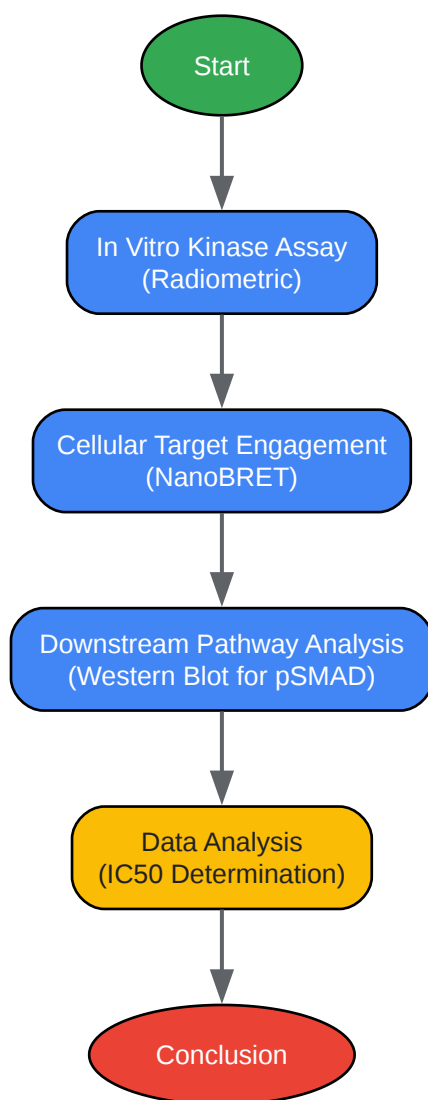 Start
In Vitro Kinase Assay
(Radiometric)
Cellular Target Engagement
(NanoBRET)
Downstream Pathway Analysis
(Western Blot for pSMAD)
Data Analysis
(IC50 Determination)
Conclusion